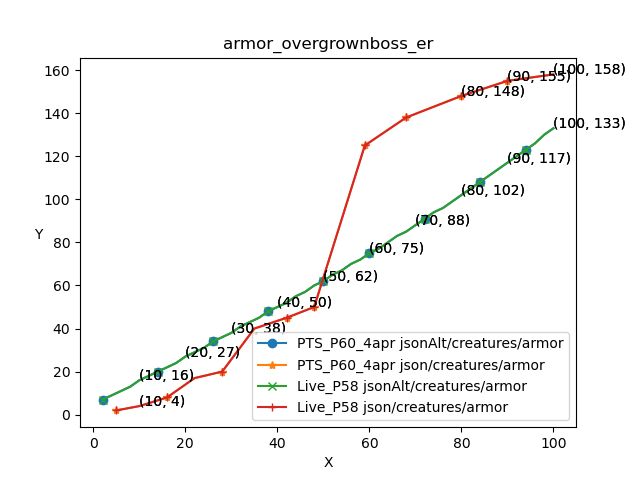 armor_overgrownboss_er
160
140
120
100
80
60
40
20
0
Y
(100, 158)
(90, 155)
(80, 148)
(100, 133)
(90, 117)
(80, 102)
(70, 88)
(60, 75)
(50, 62)
(40, 50)
(30, 38)
(20, 27)
(10, 16)
(10, 4)
PTS_P60_4apr jsonAlt/creatures/armor
PTS_P60_4apr json/creatures/armor
Live_P58 jsonAlt/creatures/armor
Live_P58 json/creatures/armor
0 20 40 60 80 100
X